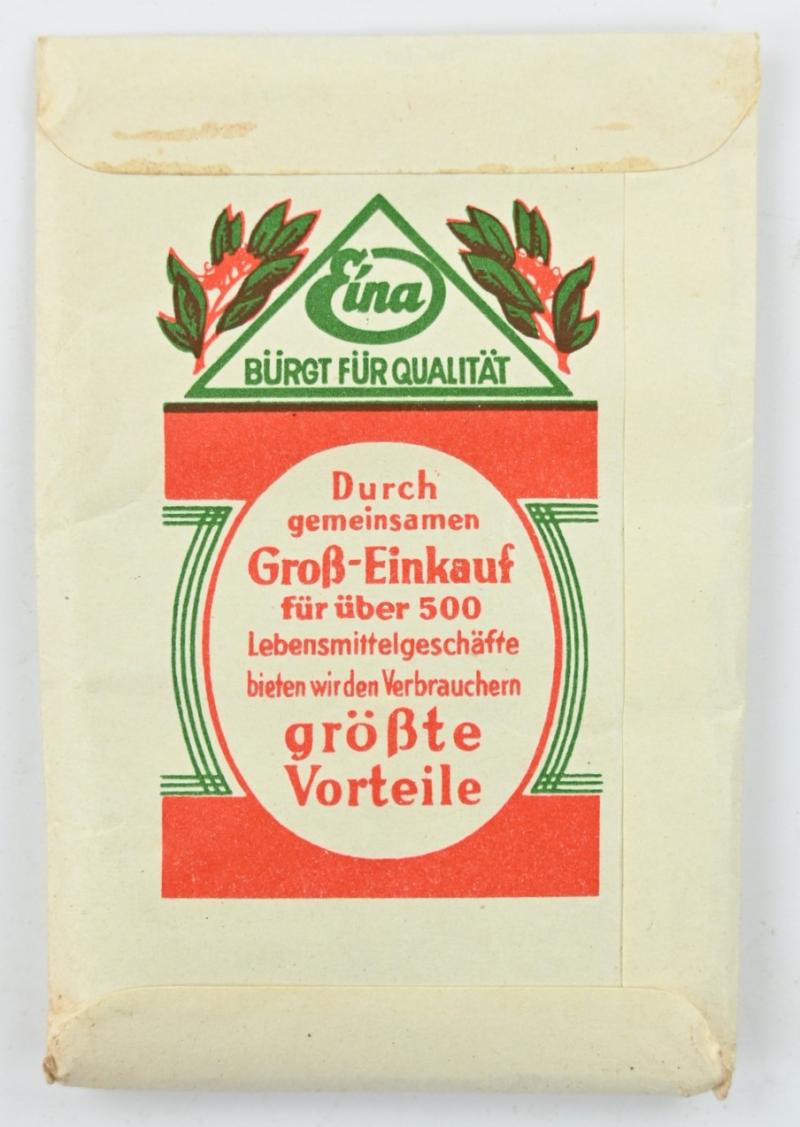 Eina
BÜRGT FÜR QUALITÄT
Durch
gemeinsamen
Groß-Einkauf
für über 500
Lebensmittelgeschäfte
bieten wir den Verbrauchern
größte
Vorteile